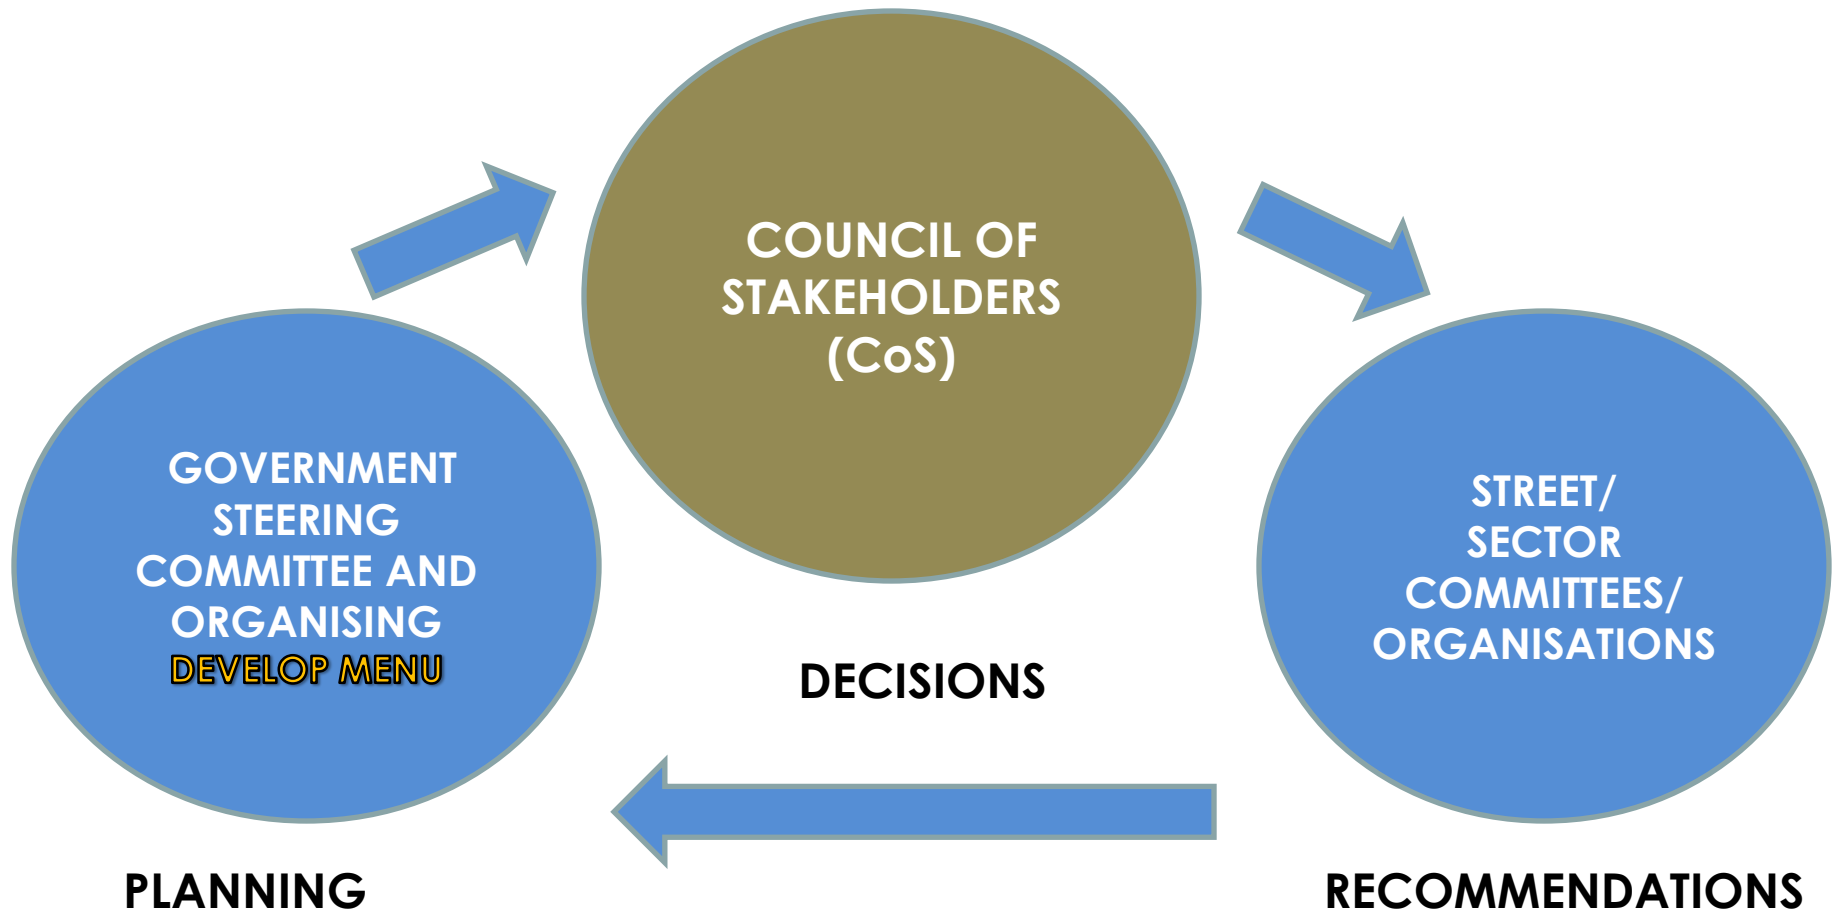 COUNCIL OF
STAKEHOLDERS
(CoS)
GOVERNMENT
STEERING
COMMITTEE AND
ORGANISING
DEVELOP MENU
STREET/
SECTOR
COMMITTEES/
ORGANISATIONS
DECISIONS
PLANNING
RECOMMENDATIONS